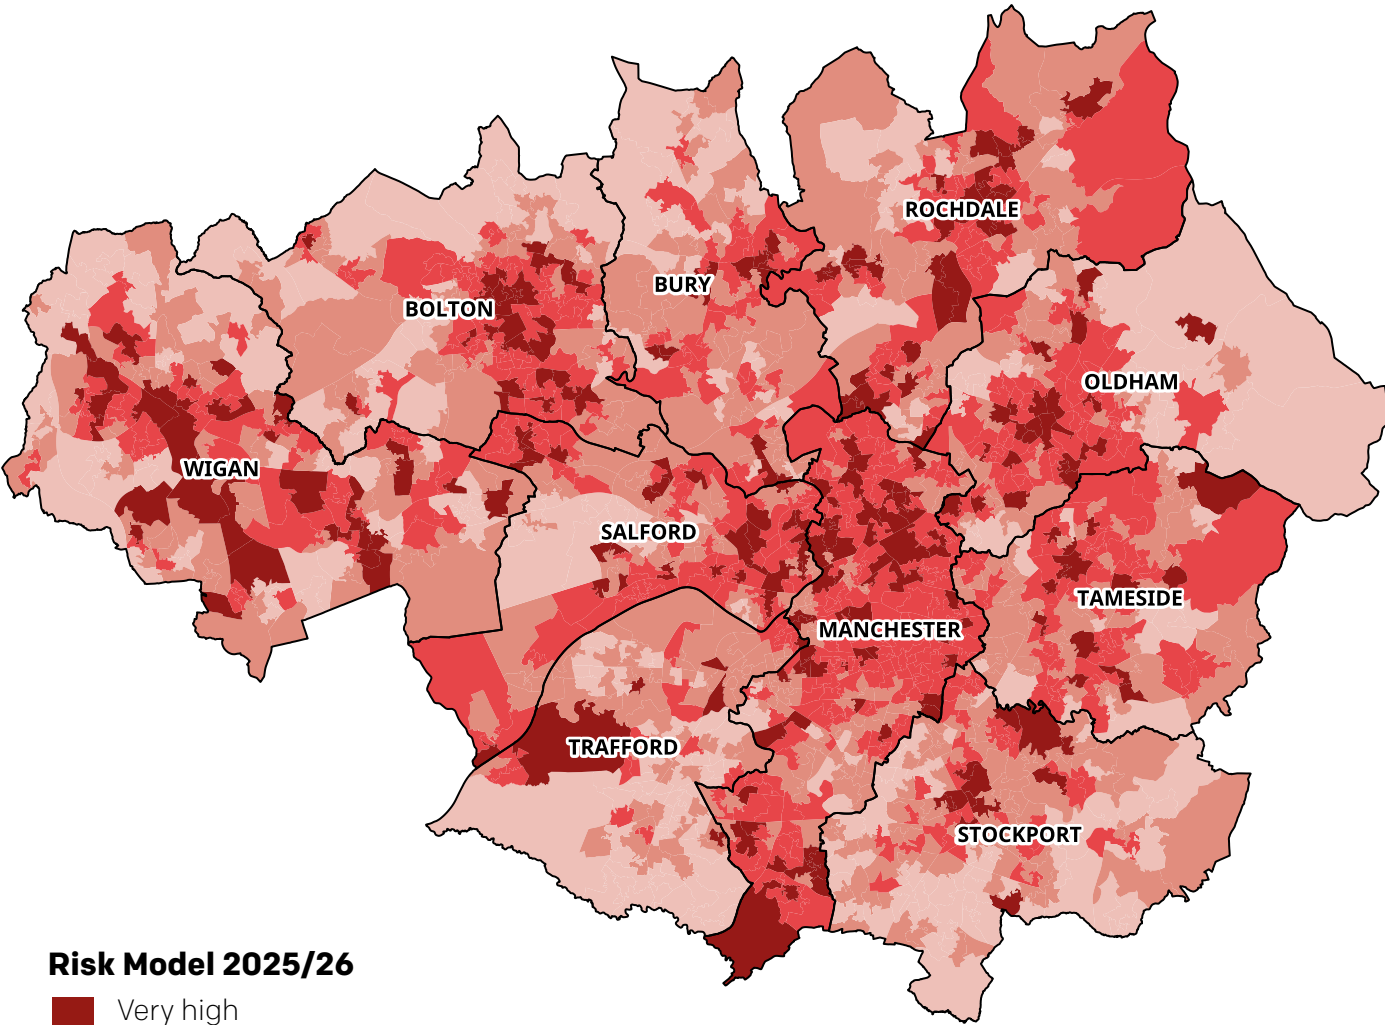 ROCHDALE
BURY
BOLTON
OLDHAM
WIGAN
SALFORD
TAMESIDE
MANCHESTER
TRAFFORD
STOCKPORT
Risk Model 2025/26
Very high